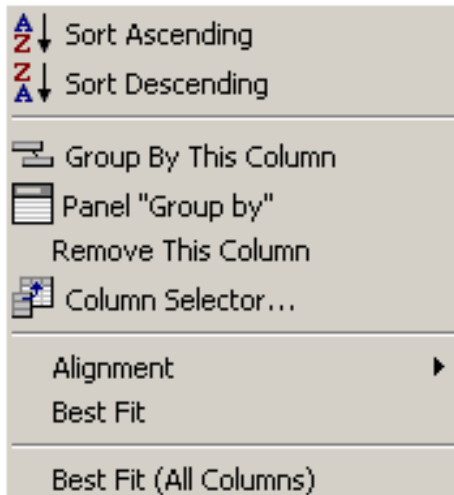 Sort Ascending
Sort Descending
Group By This Column
Panel "Group by"
Remove This Column
Column Selector...
Alignment
Best Fit
Best Fit (All Columns)